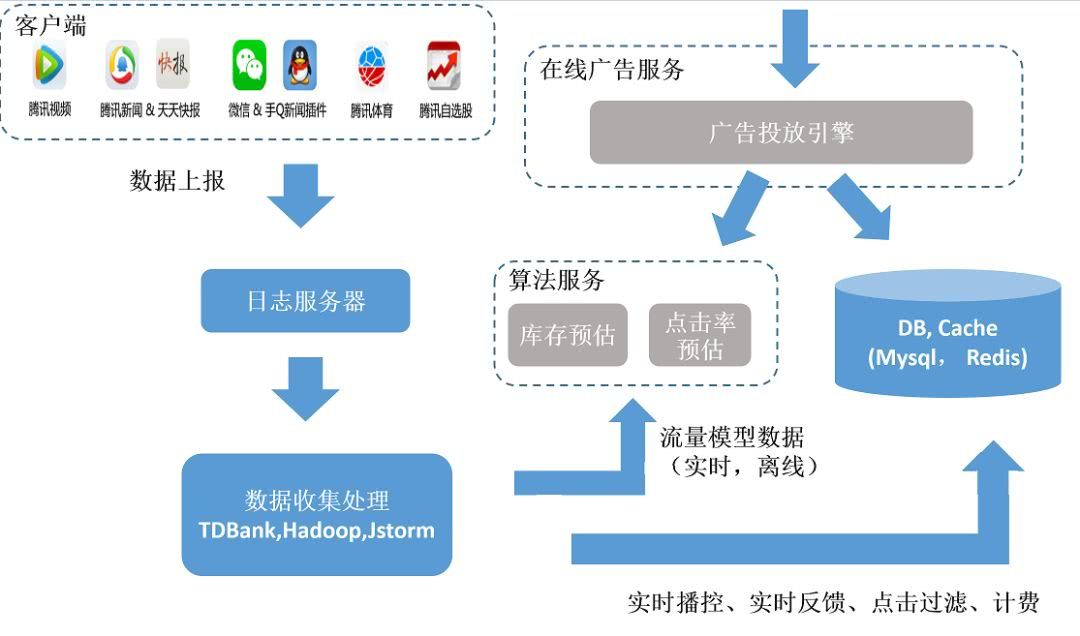 客户端
快报
腾讯视频
腾讯新闻 & 天天快报
微信 & 手Q新闻插件
腾讯体育
腾讯自选股
数据上报
日志服务器
数据收集处理
TDBank,Hadoop,Jstorm
在线广告服务
广告投放引擎
算法服务
库存预估
点击率
预估
DB, Cache
(Mysql， Redis)
流量模型数据
（实时，离线）
实时播控、实时反馈、点击过滤、计费